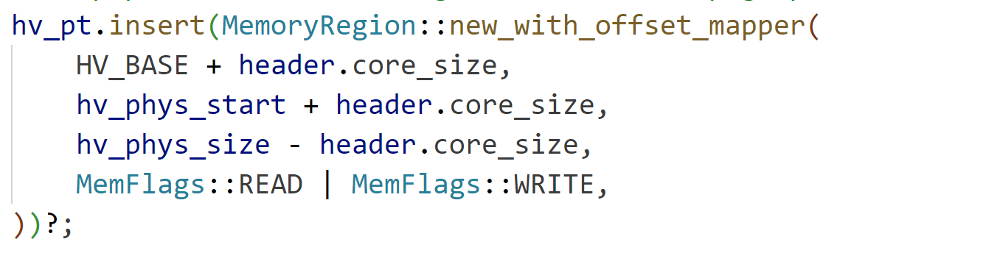 hv_pt.insert(MemoryRegion::new_with_offset_mapper(
    HV_BASE + header.core_size,
    hv_phys_start + header.core_size,
    hv_phys_size - header.core_size,
    MemFlags::READ | MemFlags::WRITE,
))?;